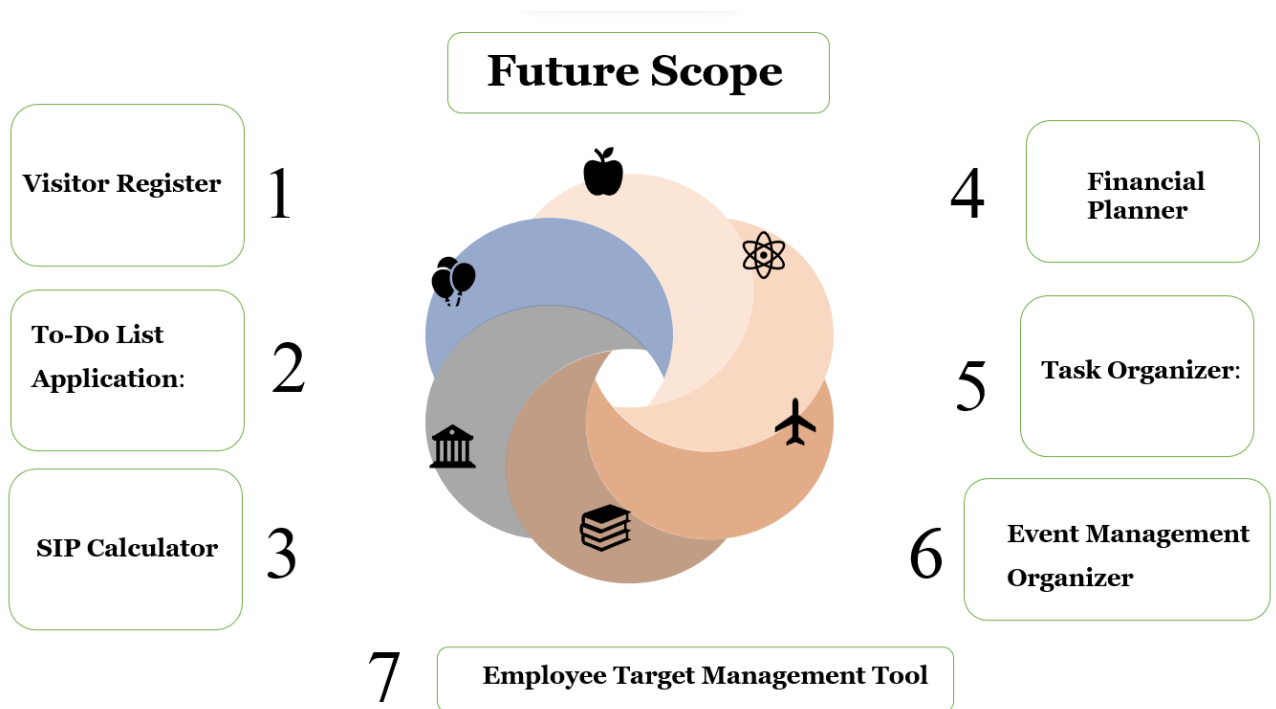 Future Scope
Visitor Register
1
To-Do List
Application:
2
SIP Calculator
3
4
Financial
Planner
5
Task Organizer:
6
Event Management
Organizer
7
Employee Target Management Tool